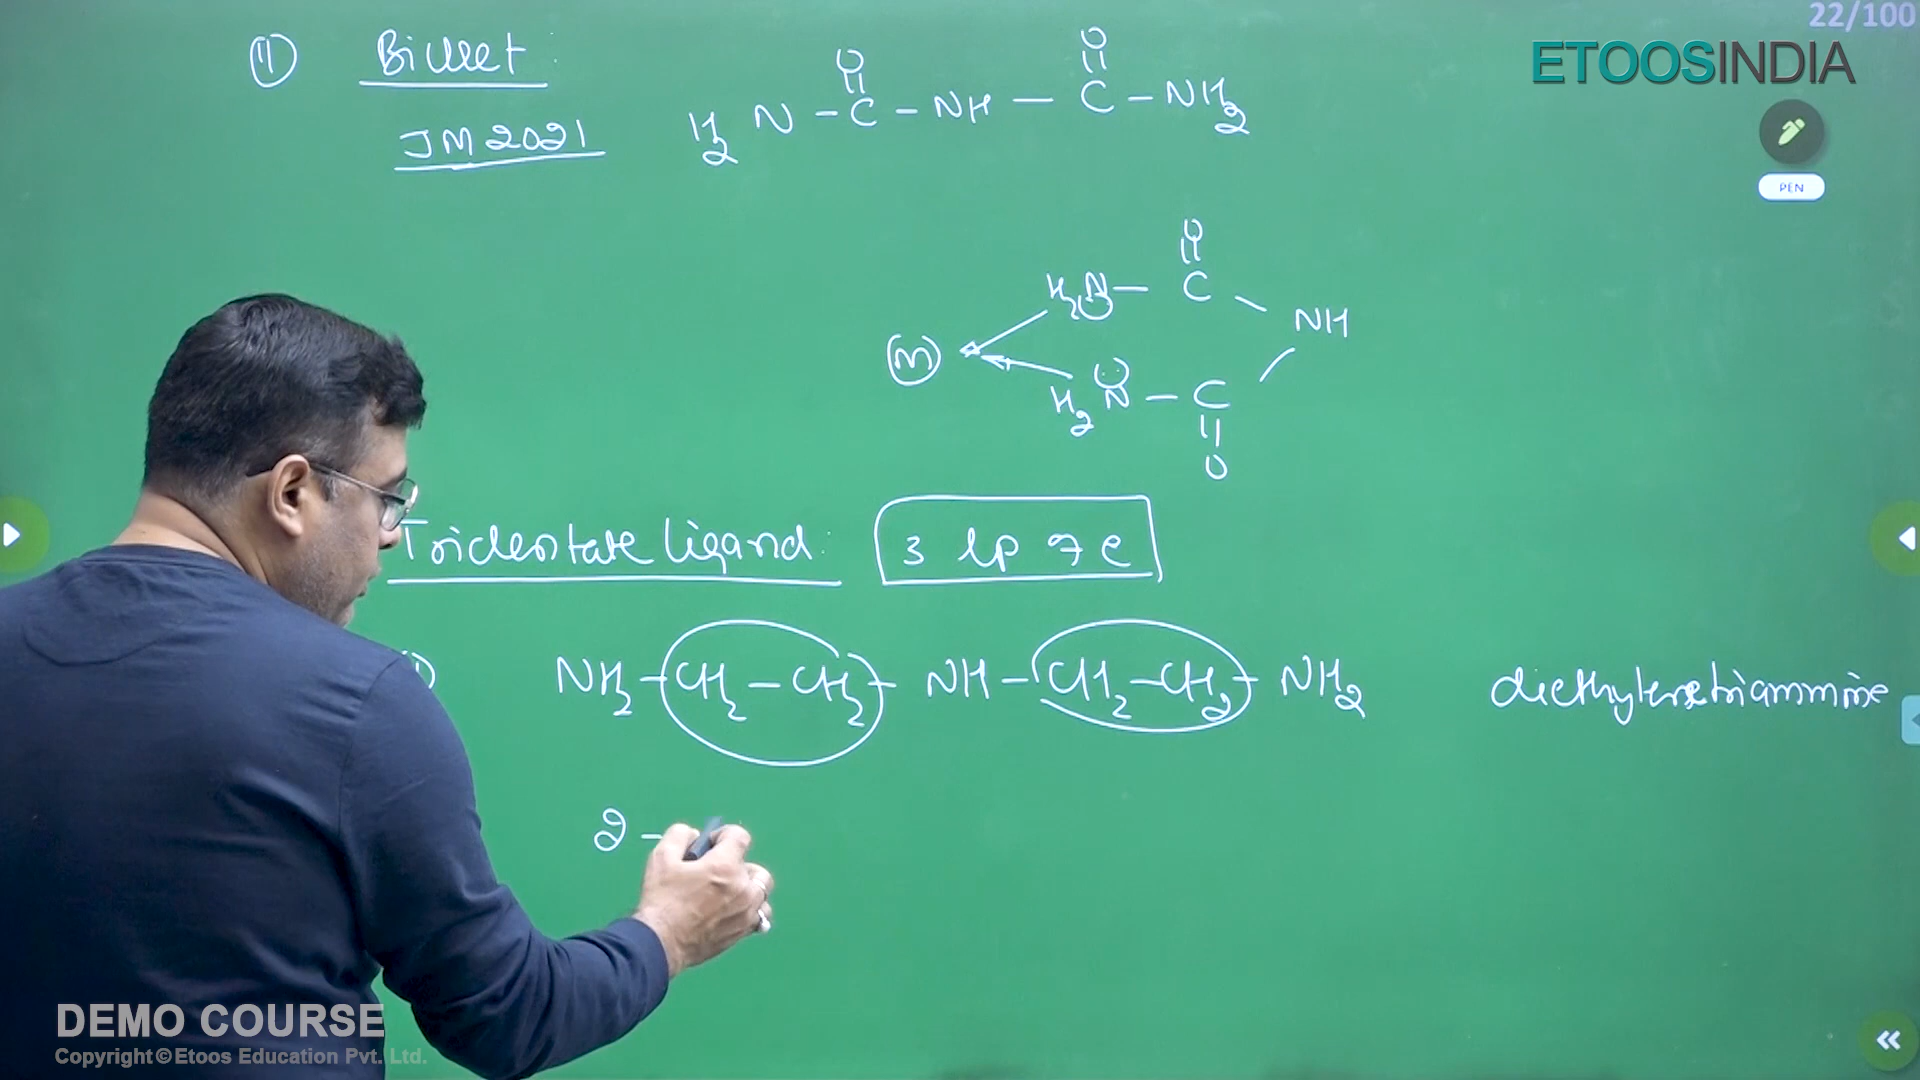 22/100
ETOOSINDIA
PEN
(11) Biuret :
JM 2021
H2N - C - NH - C - NH2
O O
O
H2N - C
NH
(M)
H2N - C
O
Tridentate ligand : 3 lp 7 e
NH2 - CH2 - CH2 - NH - CH2 - CH2 - NH2 diethylenetriammine
2 -
DEMO COURSE
Copyright © Etoos Education Pvt. Ltd.